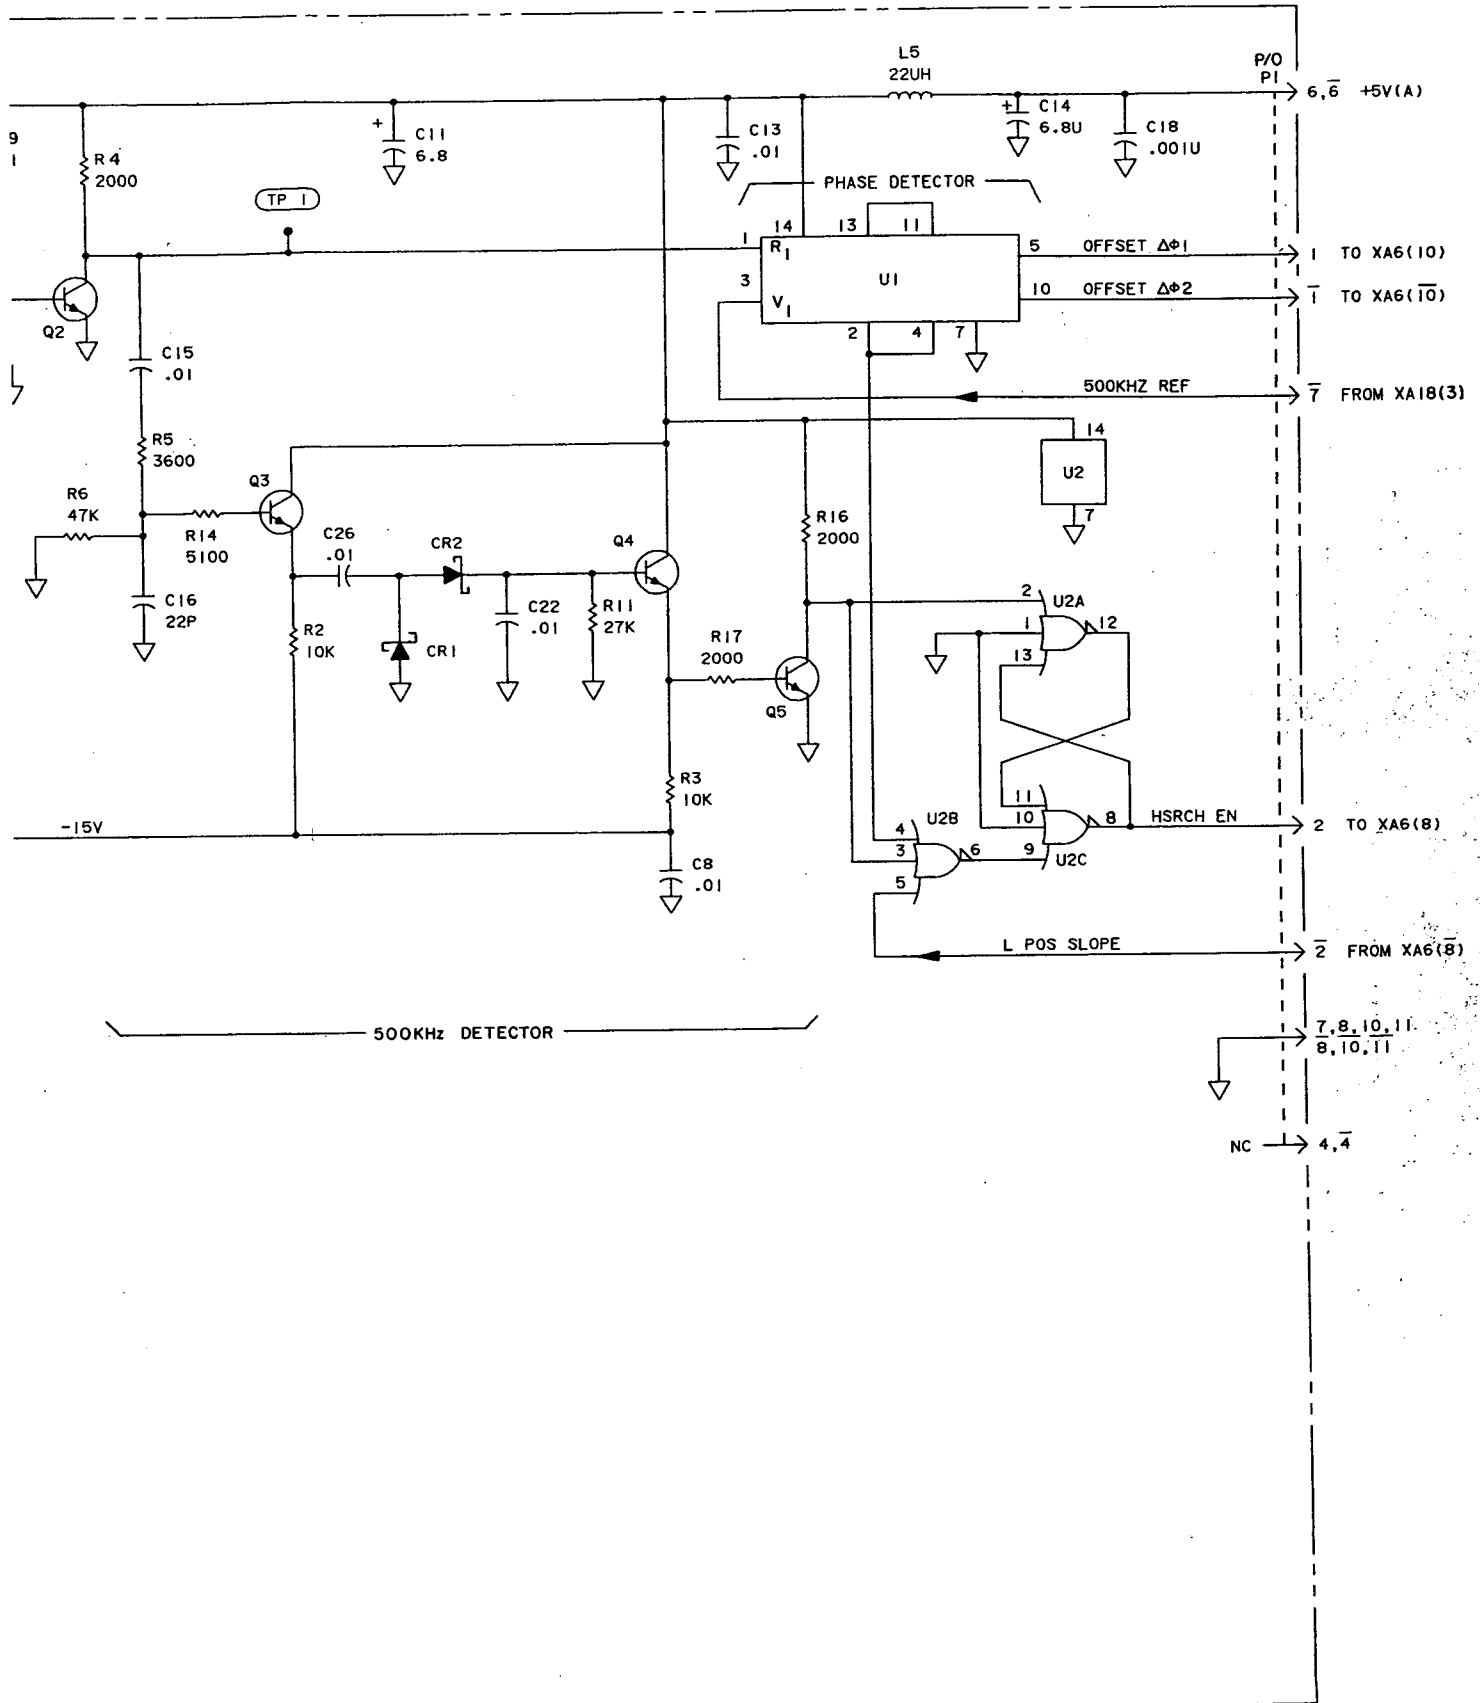 L5
22UH
P/O
P1
6,6̅ +5V(A)
9
1
R4
2000
+
C11
6.8
C13
.01
+
C14
6.8U
C18
.001U
TP 1
PHASE DETECTOR
1
14
13
11
R1
5
OFFSET ΔΦ1
1 TO XA6(10)
3
U1
10
OFFSET ΔΦ2
1̅ TO XA6(1̅0̅)
V1
2
4
7
Q2
C15
.01
500KHZ REF
7̅ FROM XA18(3)
R5
3600
14
U2
7
R6
47K
Q3
R14
5100
C26
.01
CR2
Q4
R16
2000
C16
22P
R2
10K
CR1
C22
.01
R11
27K
R17
2000
Q5
2
U2A
1
12
13
R3
10K
-15V
C8
.01
11
10
8
HSRCH EN
2 TO XA6(8)
9
U2C
U2B
4
3
6
5
L POS SLOPE
2̅ FROM XA6(8̅)
500KHz DETECTOR
7,8,10,11
8̅,1̅0̅,1̅1̅
NC
4,4̅